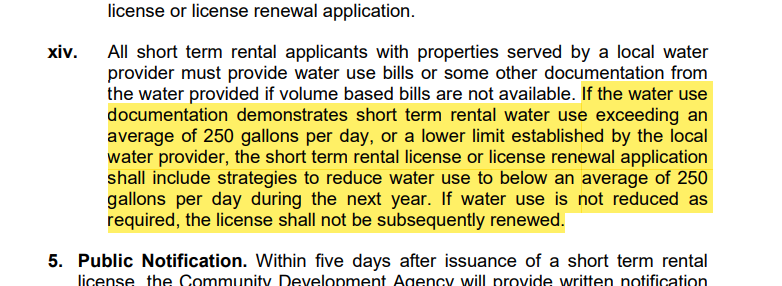 license or license renewal application.
xiv. All short term rental applicants with properties served by a local water
provider must provide water use bills or some other documentation from
the water provided if volume based bills are not available. If the water use
documentation demonstrates short term rental water use exceeding an
average of 250 gallons per day, or a lower limit established by the local
water provider, the short term rental license or license renewal application
shall include strategies to reduce water use to below an average of 250
gallons per day during the next year. If water use is not reduced as
required, the license shall not be subsequently renewed.
5. Public Notification. Within five days after issuance of a short term rental
license, the Community Development Agency will provide written notification